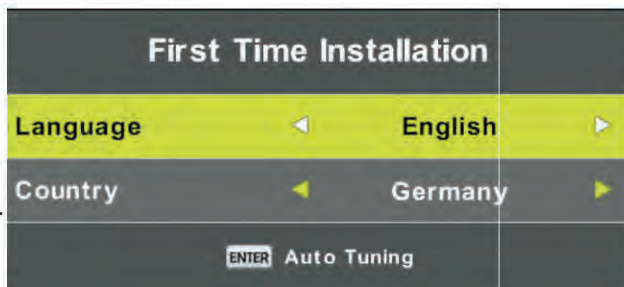 First Time Installation
Language English
Country Germany
ENTER Auto Tuning